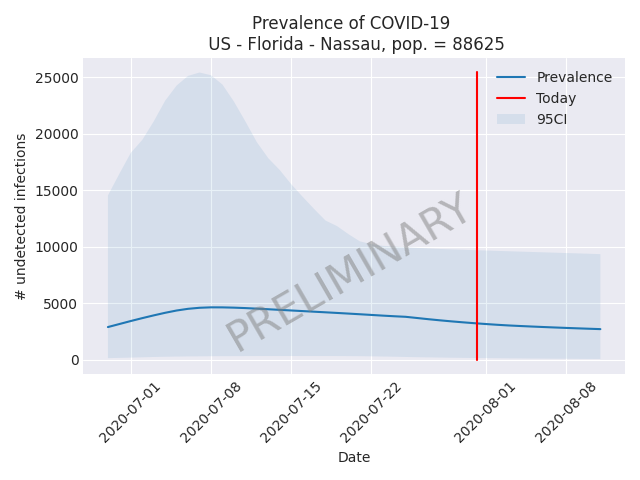 Prevalence of COVID-19
US - Florida - Nassau, pop. = 88625
25000
20000
15000
10000
5000
0
# undetected infections
Prevalence
Today
95CI
PRELIMINARY
2020-07-01
2020-07-08
2020-07-15
2020-07-22
2020-08-01
2020-08-08
Date